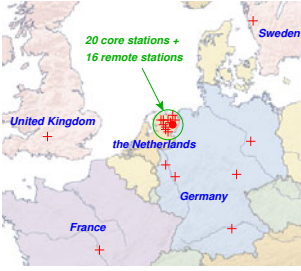 Sweden
20 core stations +
16 remote stations
United Kingdom
the Netherlands
Germany
France